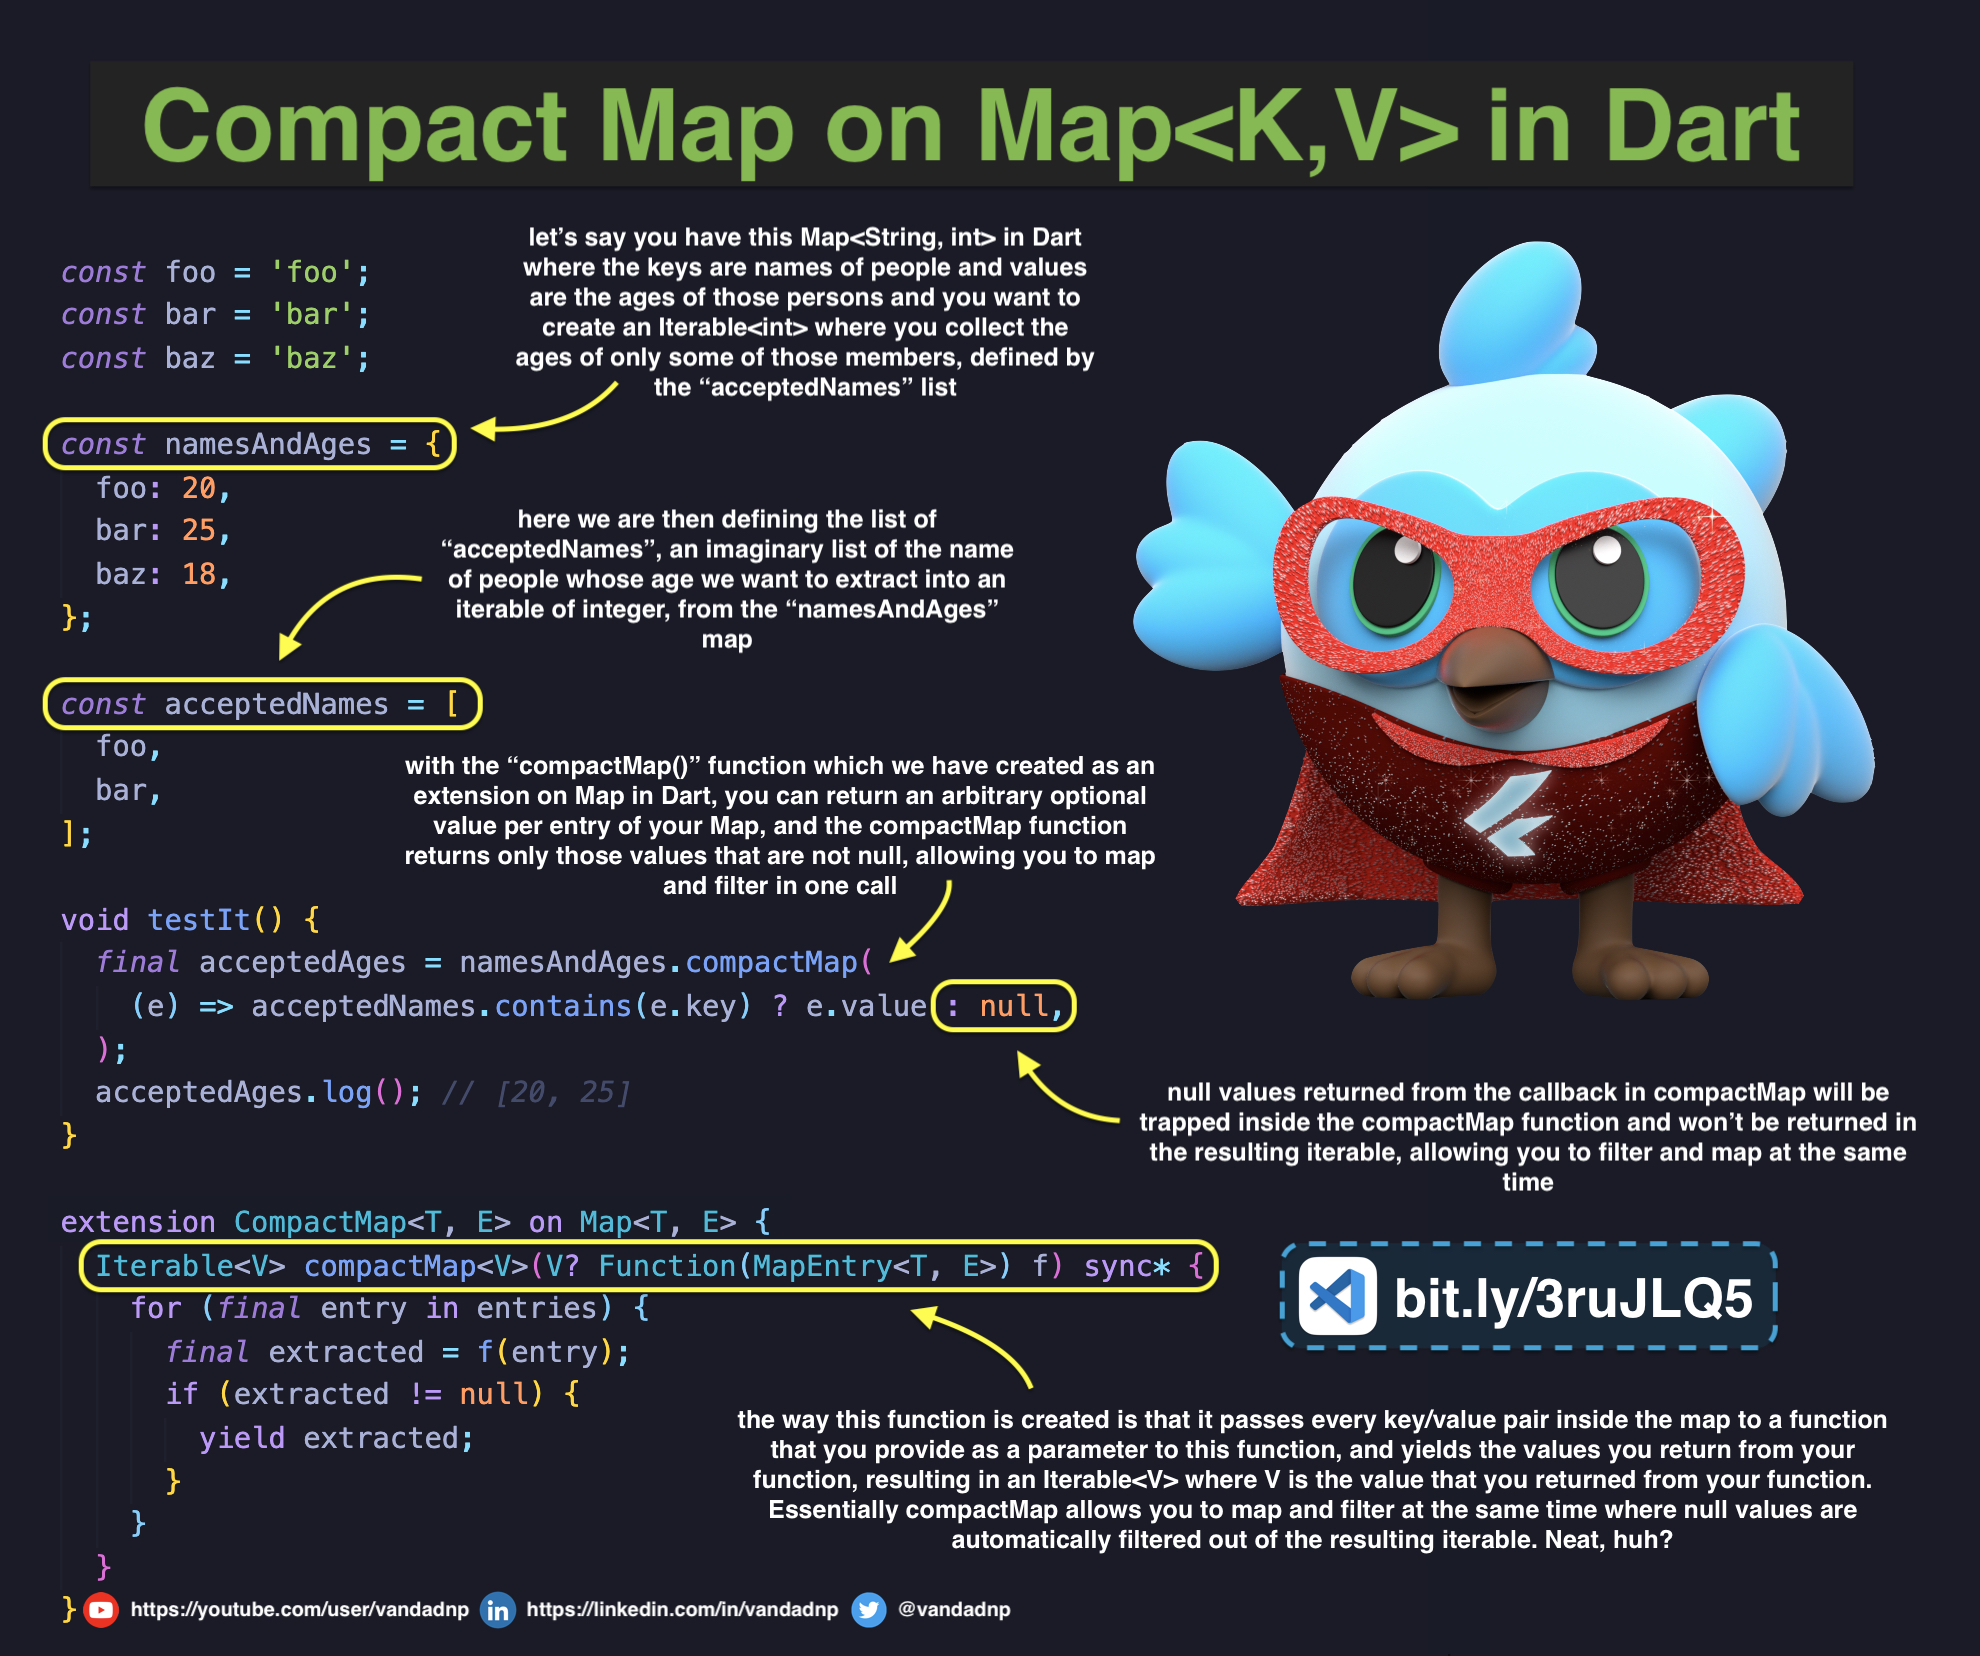 Compact Map on Map<K,V> in Dart
let’s say you have this Map<String, int> in Dart
where the keys are names of people and values
are the ages of those persons and you want to
create an Iterable<int> where you collect the
ages of only some of those members, defined by
the “acceptedNames” list
const foo = 'foo';
const bar = 'bar';
const baz = 'baz';
const namesAndAges = {
foo: 20,
bar: 25,
baz: 18,
};
here we are then defining the list of
“acceptedNames”, an imaginary list of the name
of people whose age we want to extract into an
iterable of integer, from the “namesAndAges”
map
const acceptedNames = [
foo,
bar,
];
with the “compactMap()” function which we have created as an
extension on Map in Dart, you can return an arbitrary optional
value per entry of your Map, and the compactMap function
returns only those values that are not null, allowing you to map
and filter in one call
void testIt() {
final acceptedAges = namesAndAges.compactMap(
(e) => acceptedNames.contains(e.key) ? e.value : null,
);
acceptedAges.log(); // [20, 25]
}
null values returned from the callback in compactMap will be
trapped inside the compactMap function and won’t be returned in
the resulting iterable, allowing you to filter and map at the same
time
extension CompactMap<T, E> on Map<T, E> {
Iterable<V> compactMap<V>(V? Function(MapEntry<T, E>) f) sync* {
for (final entry in entries) {
final extracted = f(entry);
if (extracted != null) {
yield extracted;
}
}
}
}
bit.ly/3ruJLQ5
the way this function is created is that it passes every key/value pair inside the map to a function
that you provide as a parameter to this function, and yields the values you return from your
function, resulting in an Iterable<V> where V is the value that you returned from your function.
Essentially compactMap allows you to map and filter at the same time where null values are
automatically filtered out of the resulting iterable. Neat, huh?
https://youtube.com/user/vandadnp
https://linkedin.com/in/vandadnp
@vandadnp